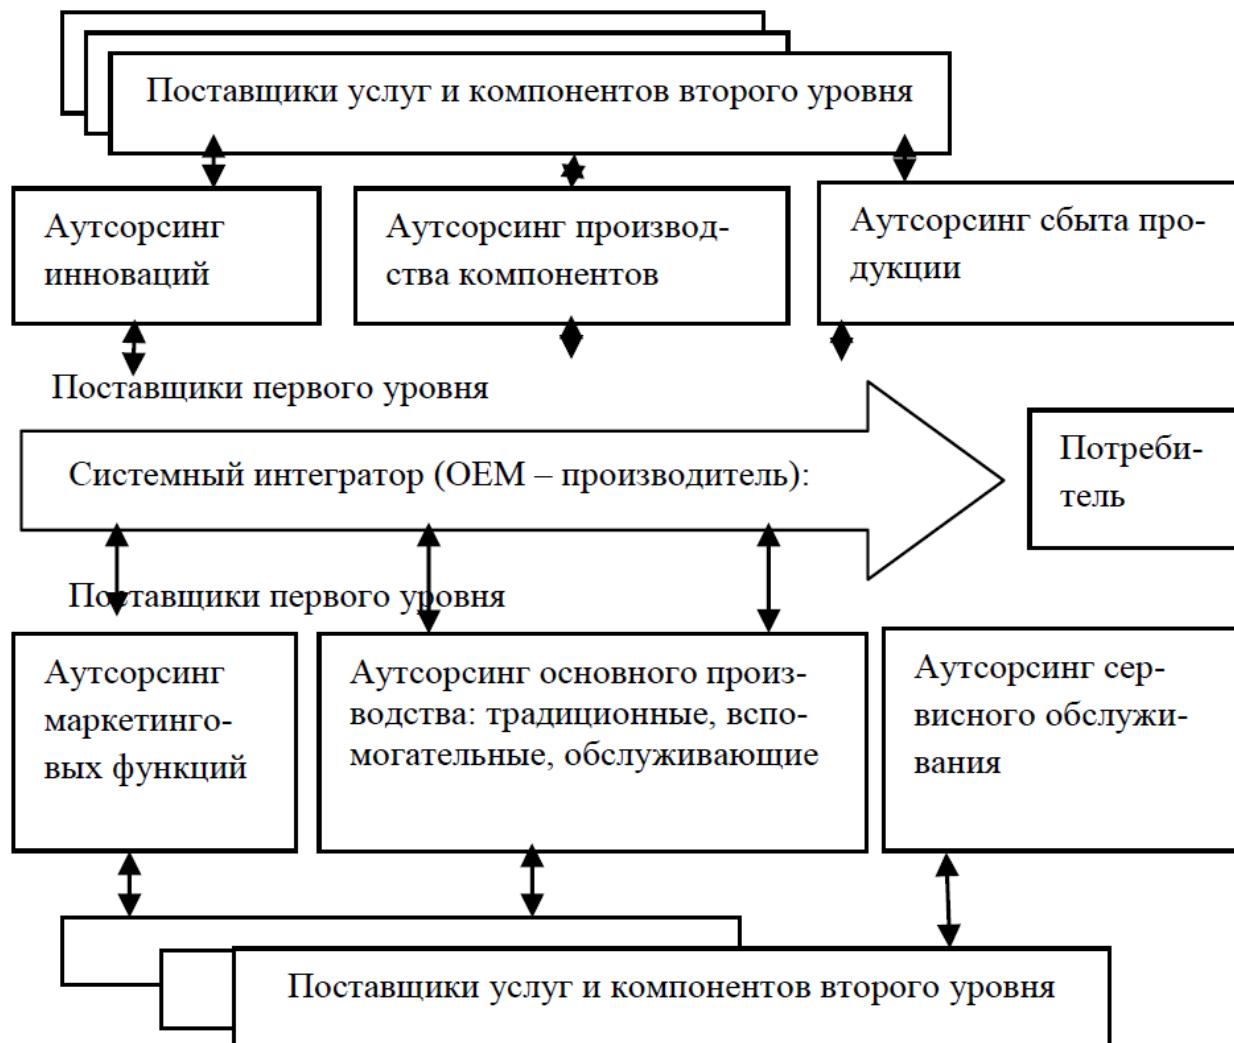 Поставщики услуг и компонентов второго уровня
Аутсорсинг
инноваций
Аутсорсинг производ-
ства компонентов
Аутсорсинг сбыта про-
дукции
Поставщики первого уровня
Системный интегратор (OEM – производитель):
Потреби-
тель
Поставщики первого уровня
Аутсорсинг
маркетинго-
вых функций
Аутсорсинг основного произ-
водства: традиционные, вспо-
могательные, обслуживающие
Аутсорсинг сер-
висного обслужи-
вания
Поставщики услуг и компонентов второго уровня